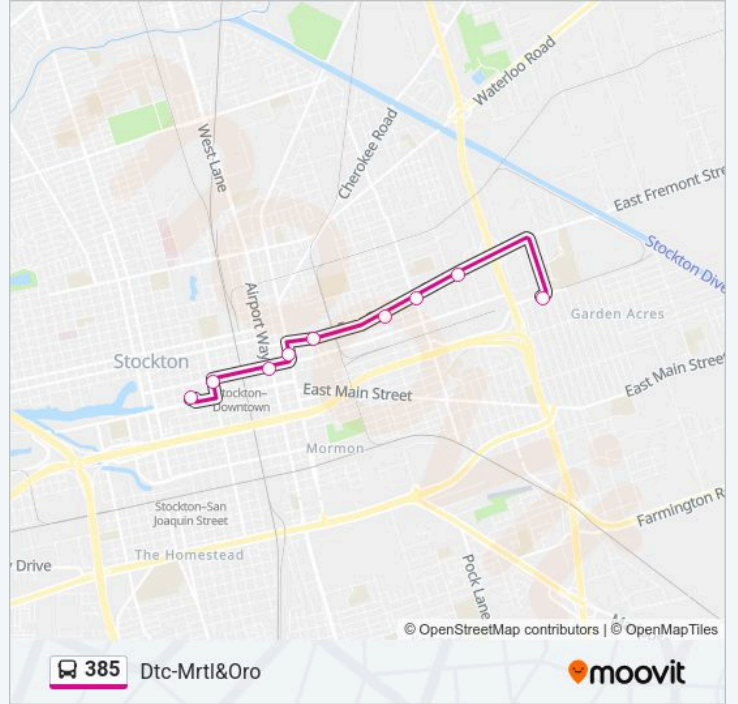 Waterloo Road
West Lane
Cherokee Road
East Fremont Stre
Stockton Dive
Airport Way
Garden Acres
Stockton
East Main Street
East Main Street
Stockton–
Downtown
Mormon
Stockton–San
Joaquin Street
Farmington R
The Homestead
Drive
Pock Lane
© OpenStreetMap contributors | © OpenMapTiles
385 Dtc-Mrtl&Oro
moovit